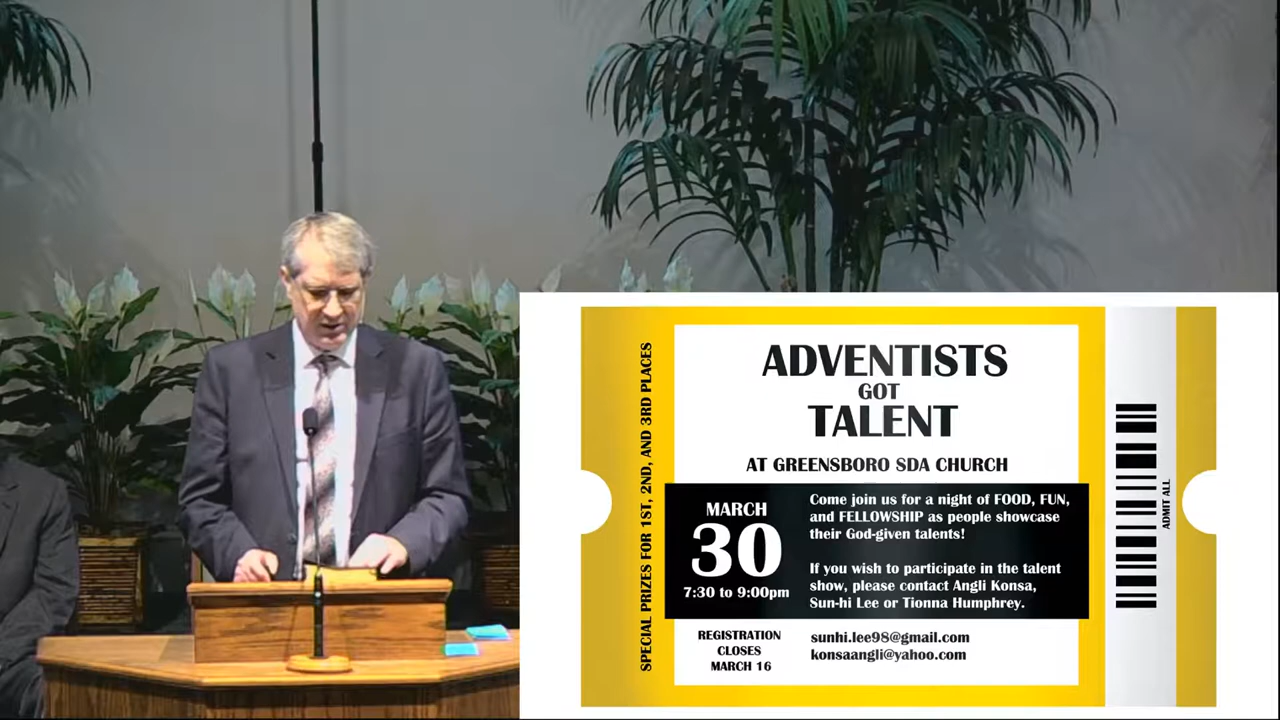 ADVENTISTS
GOT
TALENT
AT GREENSBORO SDA CHURCH
MARCH
30
7:30 to 9:00pm
Come join us for a night of FOOD, FUN,
and FELLOWSHIP as people showcase
their God-given talents!
If you wish to participate in the talent
show, please contact Angli Konsa,
Sun-hi Lee or Tionna Humphrey.
REGISTRATION
CLOSES
MARCH 16
sunhi.lee98@gmail.com
konsaangli@yahoo.com
SPECIAL PRIZES FOR 1ST, 2ND, AND 3RD PLACES
ADMIT ALL